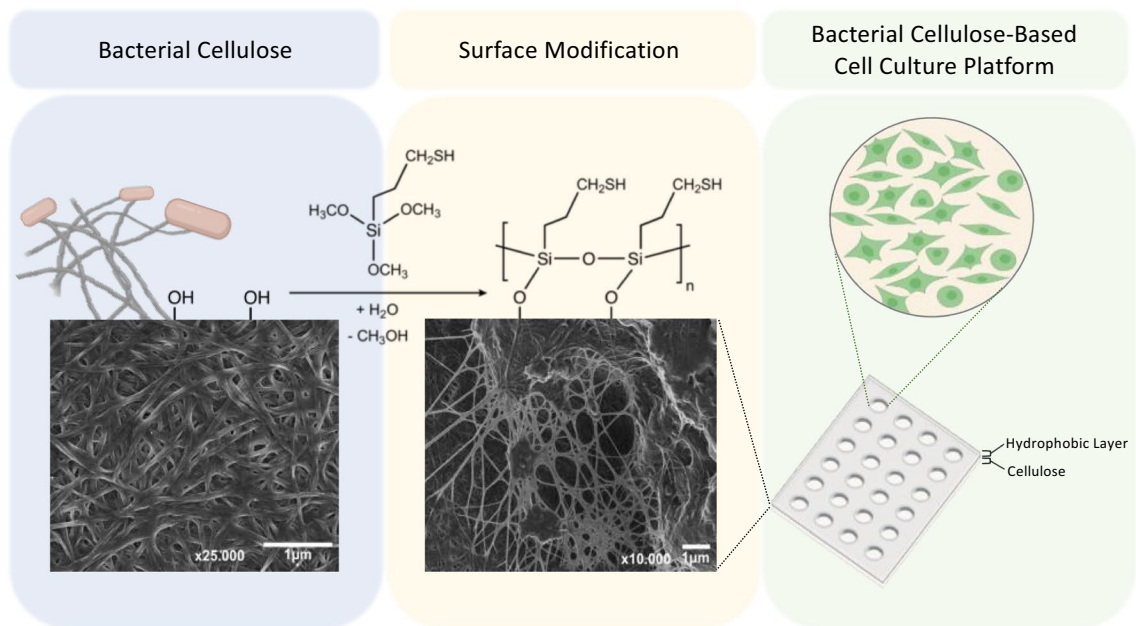 Bacterial Cellulose
Surface Modification
Bacterial Cellulose-Based
Cell Culture Platform
CH₂SH
H₃CO
OCH₃
Si
OCH₃
OH
OH
+ H₂O
- CH₃OH
CH₂SH
CH₂SH
Si
O
Si
n
O
O
x25.000
1µm
x10.000
1µm
Hydrophobic Layer
Cellulose